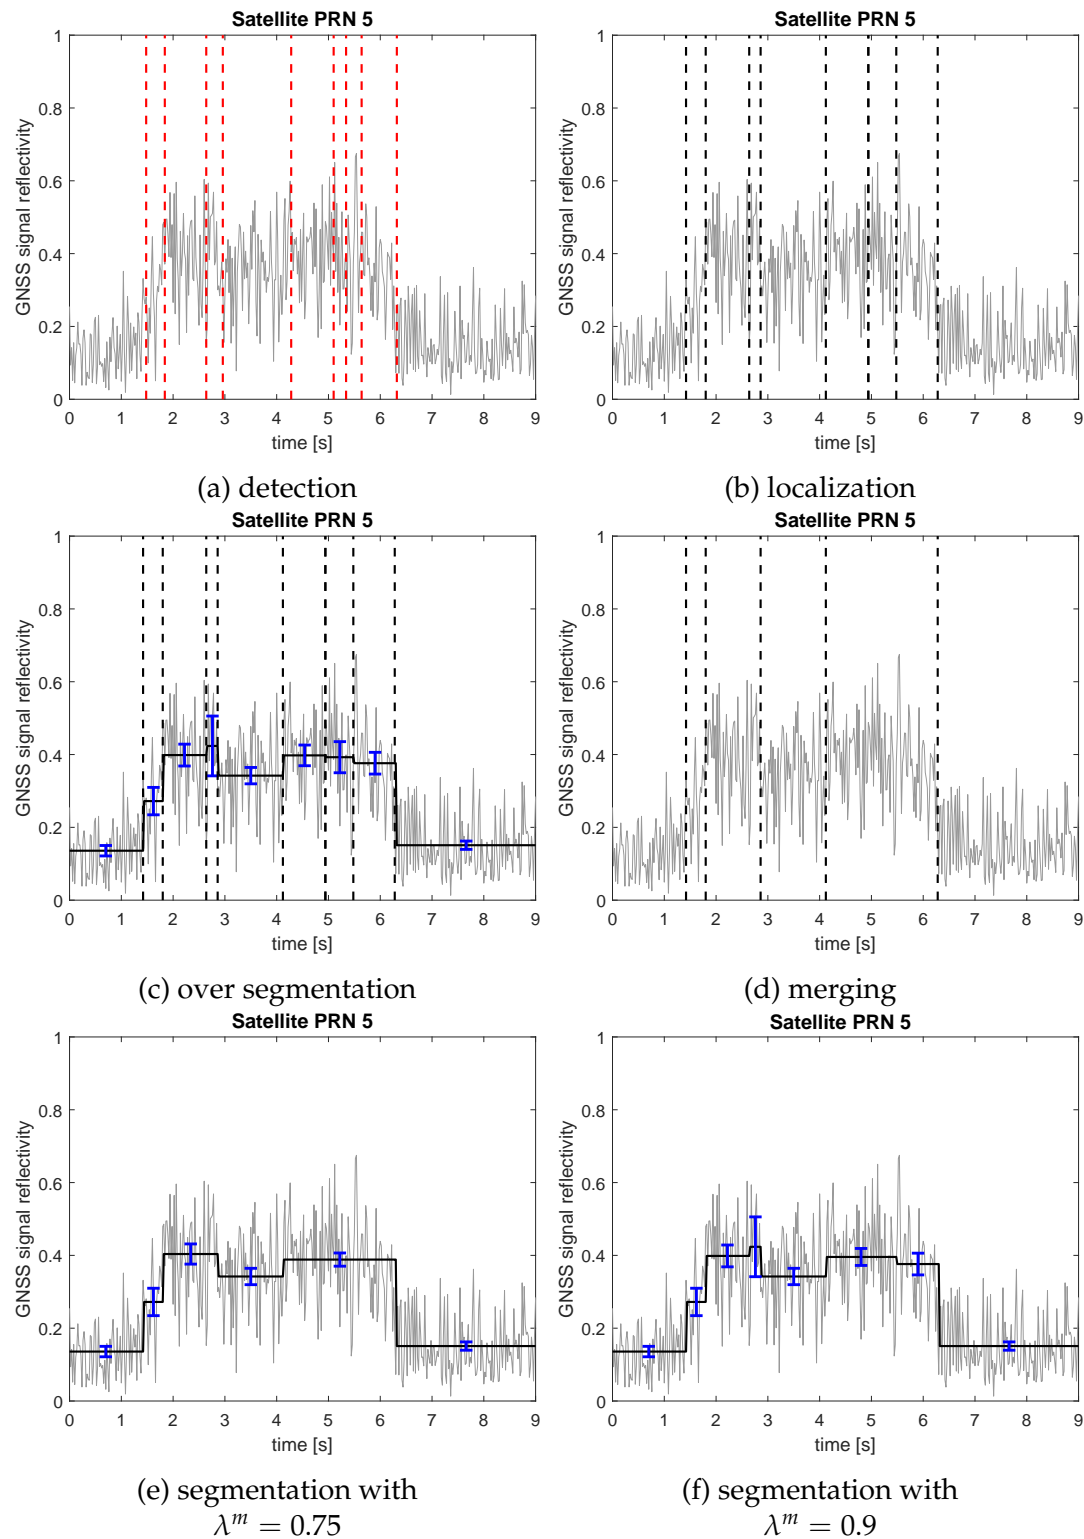 Satellite PRN 5
GNSS signal reflectivity
1
0.8
0.6
0.4
0.2
0
0 1 2 3 4 5 6 7 8 9
time [s]
(a) detection
Satellite PRN 5
GNSS signal reflectivity
1
0.8
0.6
0.4
0.2
0
0 1 2 3 4 5 6 7 8 9
time [s]
(b) localization
Satellite PRN 5
GNSS signal reflectivity
1
0.8
0.6
0.4
0.2
0
0 1 2 3 4 5 6 7 8 9
time [s]
(c) over segmentation
Satellite PRN 5
GNSS signal reflectivity
1
0.8
0.6
0.4
0.2
0
0 1 2 3 4 5 6 7 8 9
time [s]
(d) merging
Satellite PRN 5
GNSS signal reflectivity
1
0.8
0.6
0.4
0.2
0
0 1 2 3 4 5 6 7 8 9
time [s]
(e) segmentation with
λ^m = 0.75
Satellite PRN 5
GNSS signal reflectivity
1
0.8
0.6
0.4
0.2
0
0 1 2 3 4 5 6 7 8 9
time [s]
(f) segmentation with
λ^m = 0.9